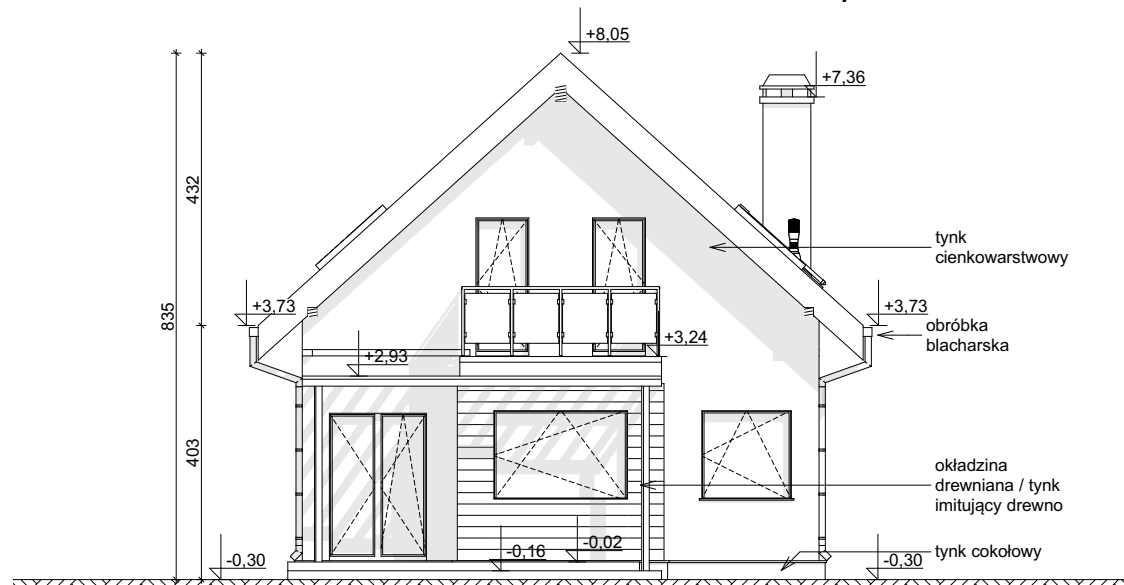 +8,05
+7,36
432
835
403
tynk
cienkowarstwowy
+3,73
+3,73
obróbka
blacharska
+3,24
+2,93
okładzina
drewniana / tynk
imitujący drewno
-0,02
-0,16
tynk cokołowy
-0,30
-0,30